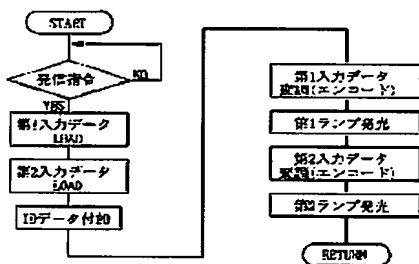 START
発信指令
NO
YES
第1入力データ
LOAD
第2入力データ
LOAD
IDデータ付加
第1入力データ
変調(エンコード)
第1ランプ発光
第2入力データ
変調(エンコード)
第2ランプ発光
RETURN